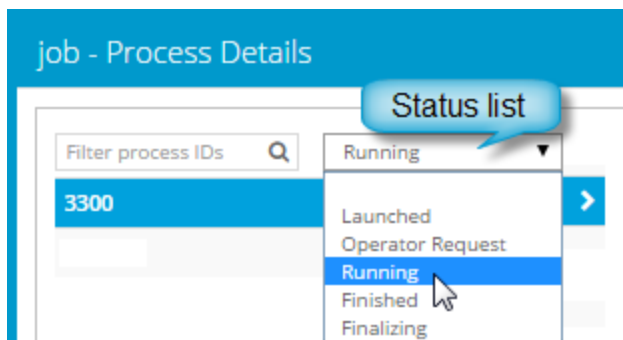 job - Process Details
Status list
Filter process IDs
Running
3300
Launched
Operator Request
Running
Finished
Finalizing